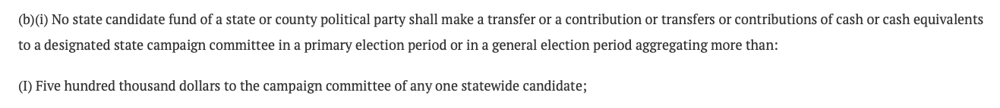 (b)(i) No state candidate fund of a state or county political party shall make a transfer or a contribution or transfers or contributions of cash or cash equivalents
to a designated state campaign committee in a primary election period or in a general election period aggregating more than:
(I) Five hundred thousand dollars to the campaign committee of any one statewide candidate;